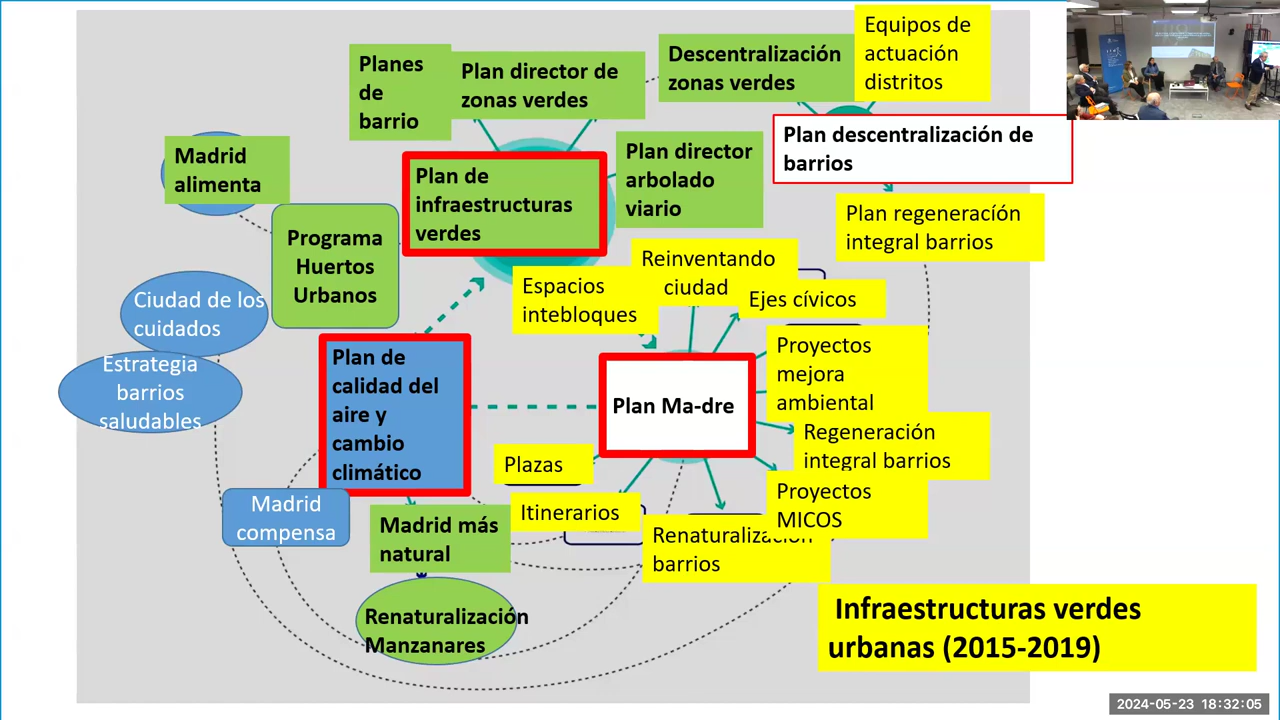 Equipos de
actuación
distritos
Descentralización
zonas verdes
Planes
de
barrio
Plan director de
zonas verdes
Plan descentralización de
barrios
Madrid
alimenta
Plan de
infraestructuras
verdes
Plan director
arbolado
viario
Plan regeneración
integral barrios
Programa
Huertos
Urbanos
Reinventando
ciudad
Espacios
intebloques
Ejes cívicos
Ciudad de los
cuidados
Estrategia
barrios
saludables
Plan de
calidad del
aire y
cambio
climático
Plan Ma-dre
Proyectos
mejora
ambiental
Regeneración
integral barrios
Plazas
Proyectos
MICOS
Itinerarios
Madrid
compensa
Madrid más
natural
Renaturalización
barrios
Renaturalización
Manzanares
Infraestructuras verdes
urbanas (2015-2019)
2024-05-23 18:32:05